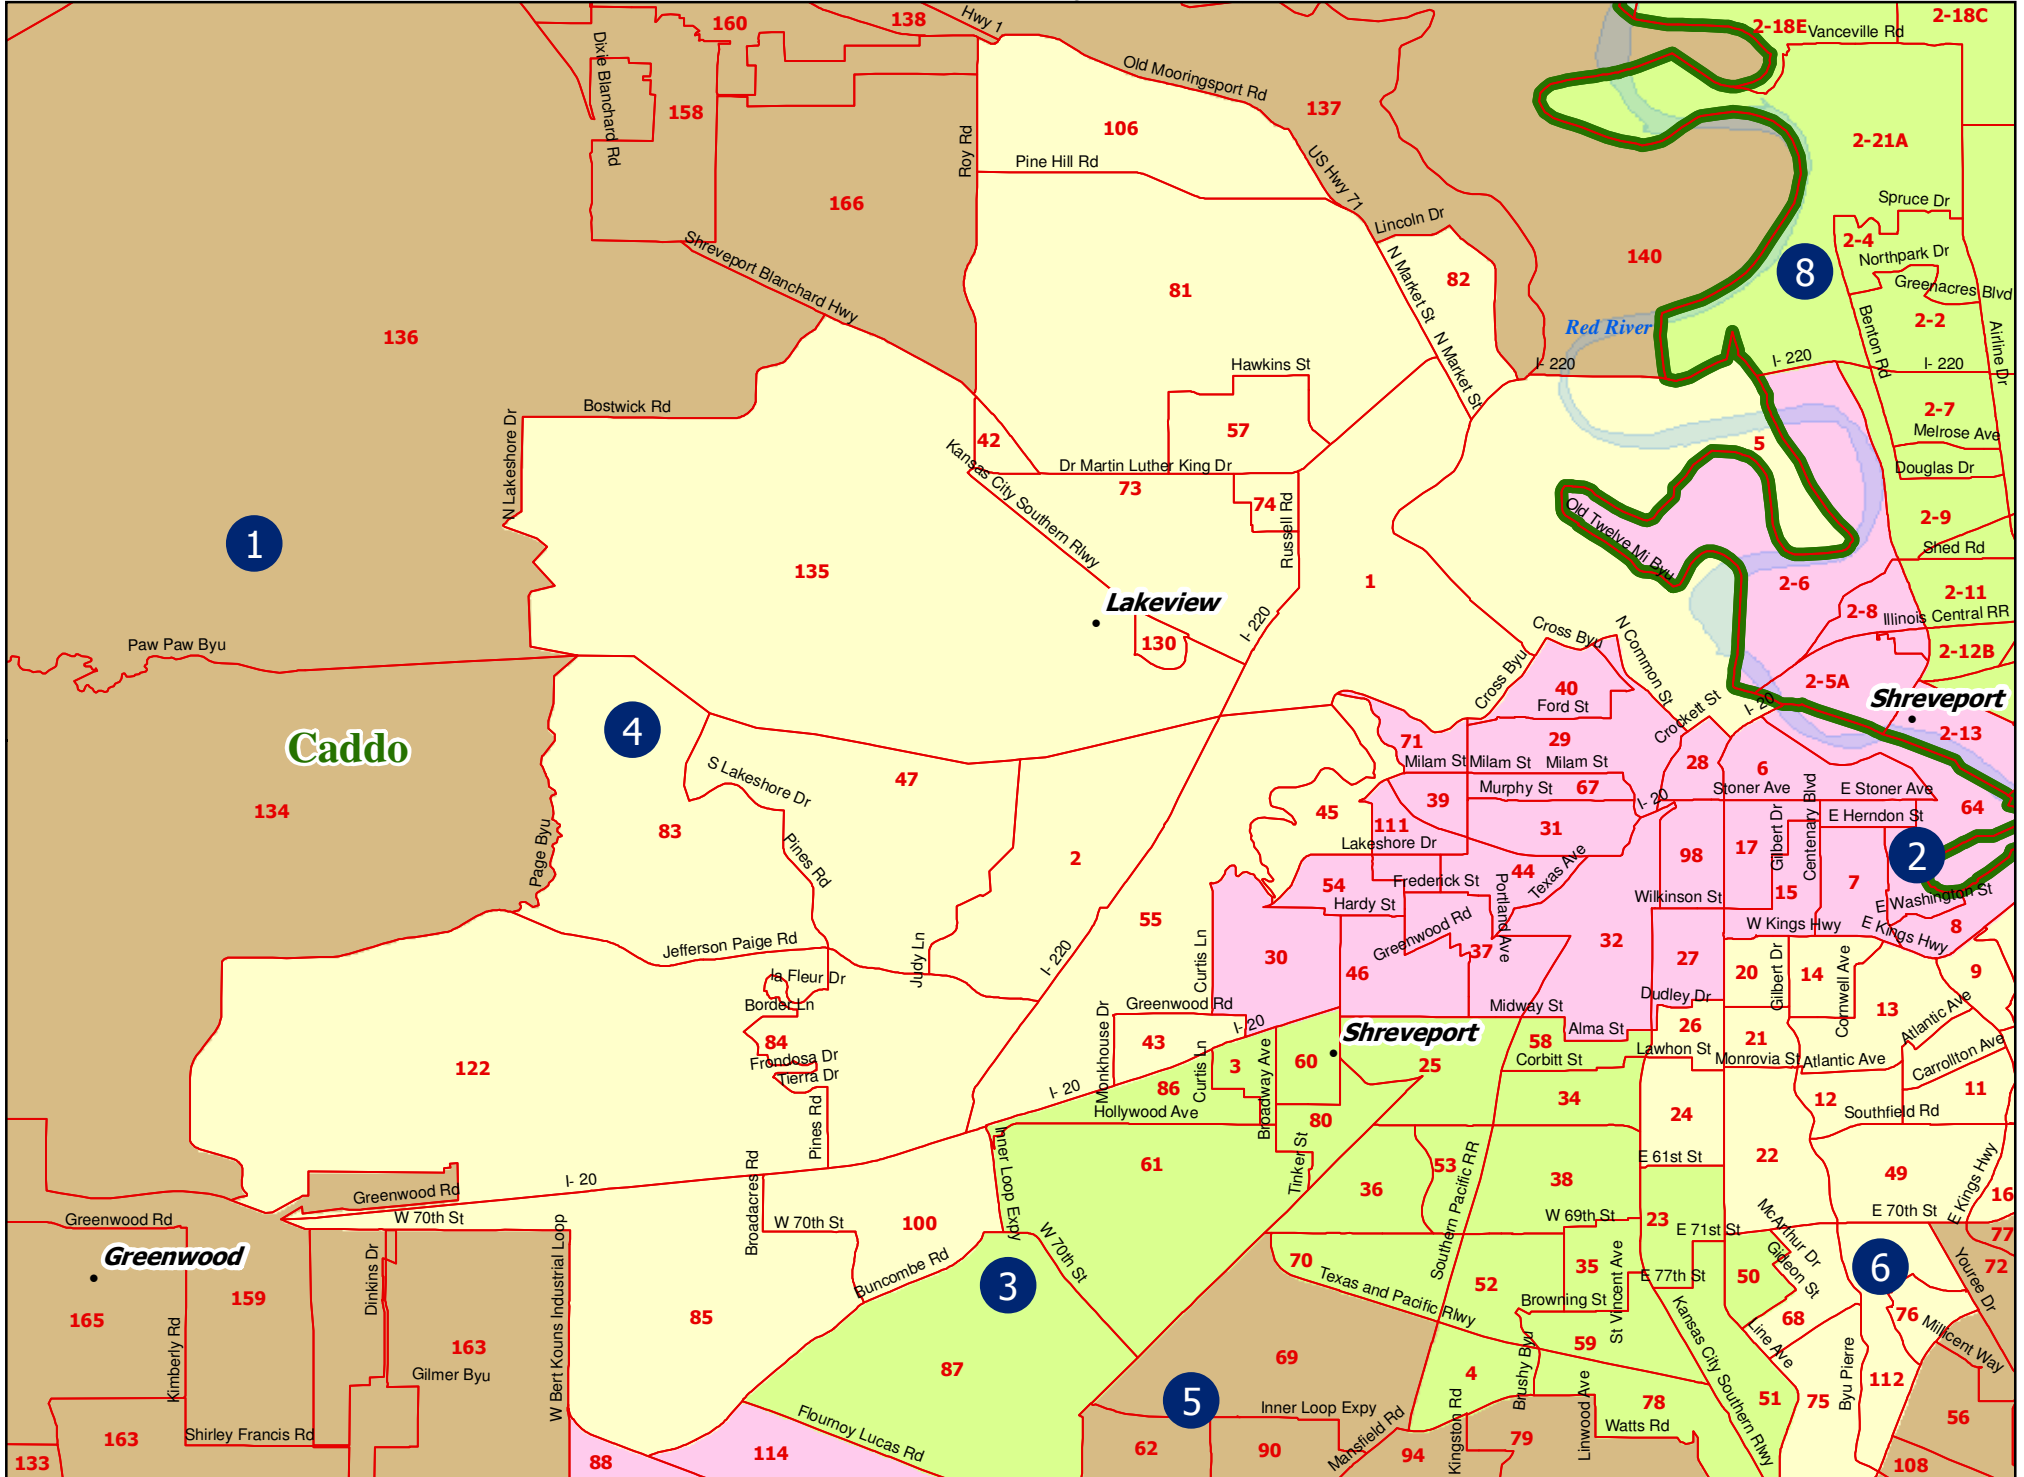 160
138
Hwy 1
2-18E
2-18C
Vanceville Rd
Dixie Blanchard Rd
Old Mooringsport Rd
158
137
106
Roy Rd
Pine Hill Rd
2-21A
166
US Hwy 71
Spruce Dr
Lincoln Dr
2-4
Northpark Dr
Shreveport Blanchard Hwy
140
8
N Market St
82
81
Greenacres Blvd
2-2
136
Red River
Benton Rd
Airline Dr
N Market St
I- 220
I- 220
I- 220
Hawkins St
Bostwick Rd
2-7
N Lakeshore Dr
42
57
5
Melrose Ave
Kansas City Southern Rlwy
Dr Martin Luther King Dr
Douglas Dr
73
74
Russell Rd
Old Twelve Mi Byu
2-9
1
Shed Rd
135
1
2-6
2-11
Lakeview
2-8
Illinois Central RR
I- 220
Cross Byu
N Common St
130
Paw Paw Byu
2-12B
Cross Byu
40
2-5A
Ford St
Shreveport
I- 20
Crockett St
4
Caddo
71
29
2-13
Milam St
Milam St
Milam St
28
6
S Lakeshore Dr
47
Murphy St
67
Stoner Ave
E Stoner Ave
39
I- 20
64
134
83
45
111
31
E Herndon St
Gilbert Dr
Centenary Blvd
Page Byu
Pines Rd
2
Lakeshore Dr
17
98
2
Texas Ave
44
54
Frederick St
Portland Ave
7
15
Hardy St
Wilkinson St
E Washington St
55
Greenwood Rd
W Kings Hwy
E Kings Hwy
8
Jefferson Paige Rd
Judy Ln
I- 220
Curtis Ln
30
46
37
32
27
20
Gilbert Dr
14
Cornwell Ave
9
la Fleur Dr
Border Ln
Greenwood Rd
Midway St
Dudley Dr
13
Monkhouse Dr
I- 20
Shreveport
Alma St
26
Atlantic Ave
84
43
58
21
Frondosa Dr
Tierra Dr
122
Curtis Ln
3
Broadway Ave
60
25
Corbitt St
Lawhon St
Monrovia St
Atlantic Ave
Carrollton Ave
I- 20
86
34
11
Hollywood Ave
80
24
12
Southfield Rd
Pines Rd
Inner Loop Expy
61
Tinker St
53
Southern Pacific RR
E 61st St
22
49
E Kings Hwy
Broadacres Rd
I- 20
36
38
16
Greenwood Rd
Greenwood Rd
W 70th St
W 70th St
100
W 69th St
23
E 71st St
McArthur Dr
E 70th St
77
W Bert Kouns Industrial Loop
Greenwood
Dinkins Dr
Buncombe Rd
W 70th St
70
Texas and Pacific Rlwy
52
35
St Vincent Ave
E 77th St
Gideon St
50
6
Youree Dr
72
3
159
Browning St
165
Kimberly Rd
85
68
76
Millicent Way
163
Gilmer Byu
87
69
59
Line Ave
4
Brushy Byu
Kansas City Southern Rlwy
Byu Pierre
112
5
78
51
75
56
163
Shirley Francis Rd
Flournoy Lucas Rd
Inner Loop Expy
Mansfield Rd
Kingston Rd
Linwood Ave
Watts Rd
133
88
114
62
90
94
79
108